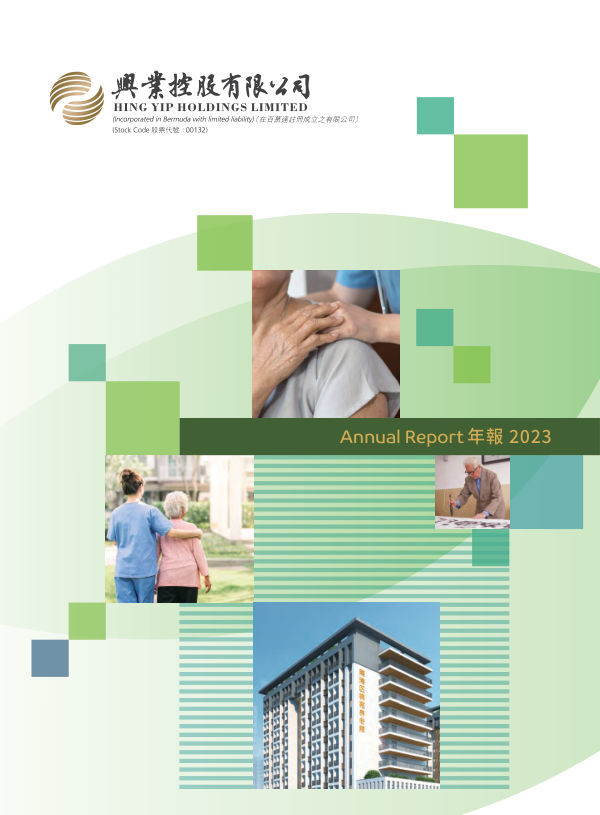 興業控股有限公司
HING YIP HOLDINGS LIMITED
(Incorporated in Bermuda with limited liability) (在百慕達註冊成立之有限公司)
(Stock Code 股票代號 : 00132)
Annual Report 年報 2023